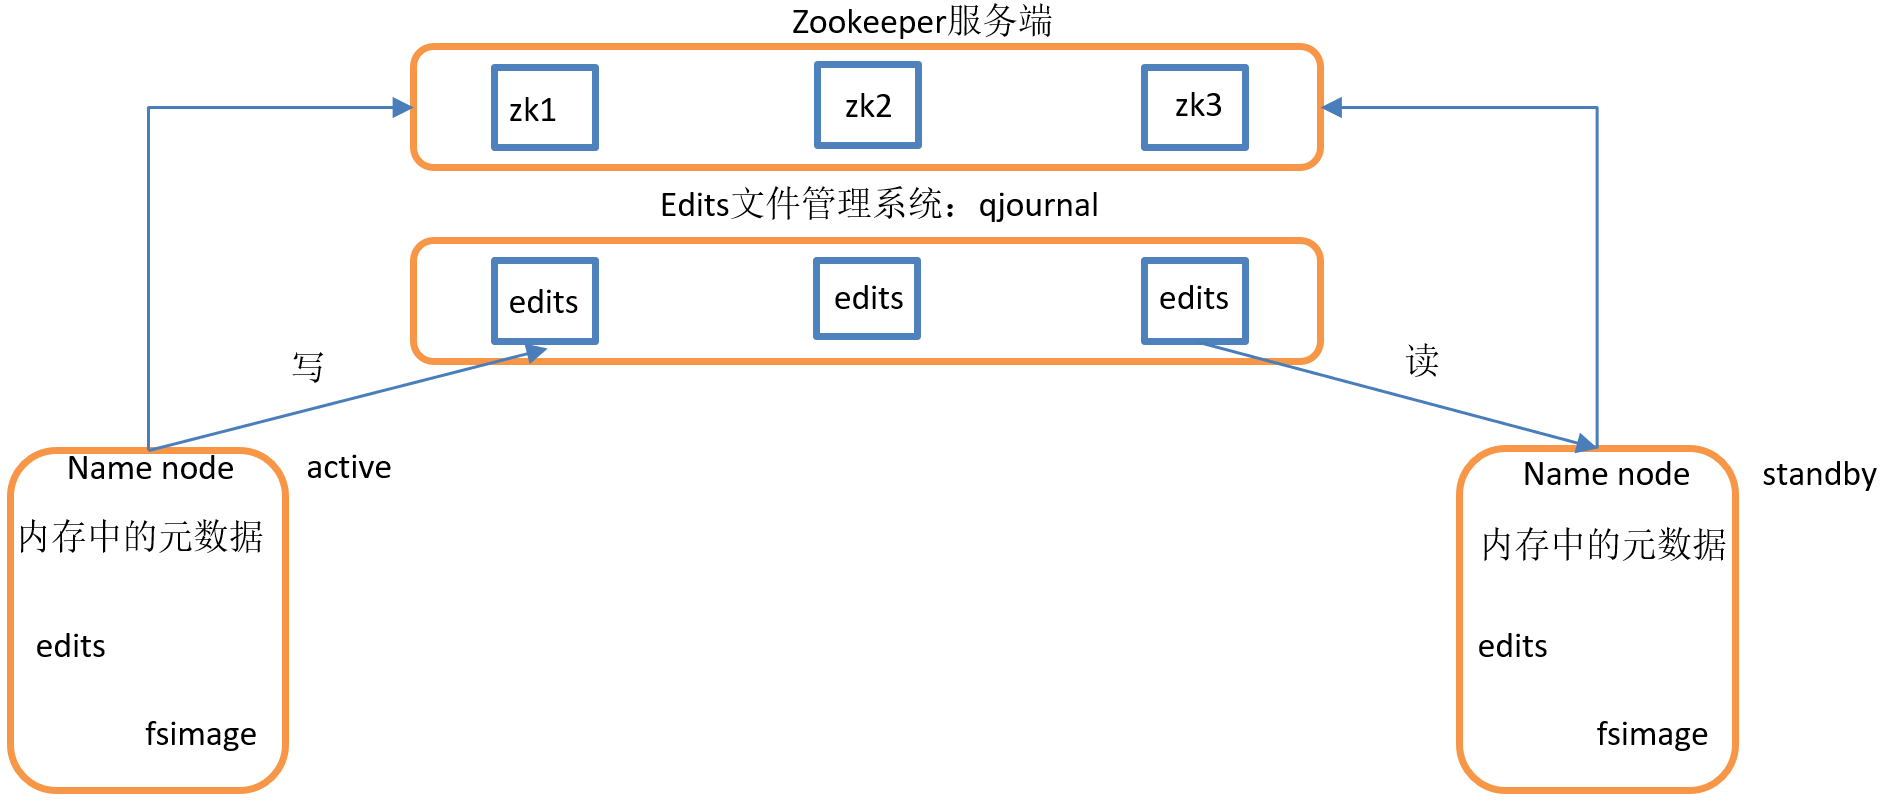 Zookeeper服务端
zk1
zk2
zk3
Edits文件管理系统：qjournal
edits
edits
edits
写
读
Name node
active
内存中的元数据
edits
fsimage
Name node
standby
内存中的元数据
edits
fsimage